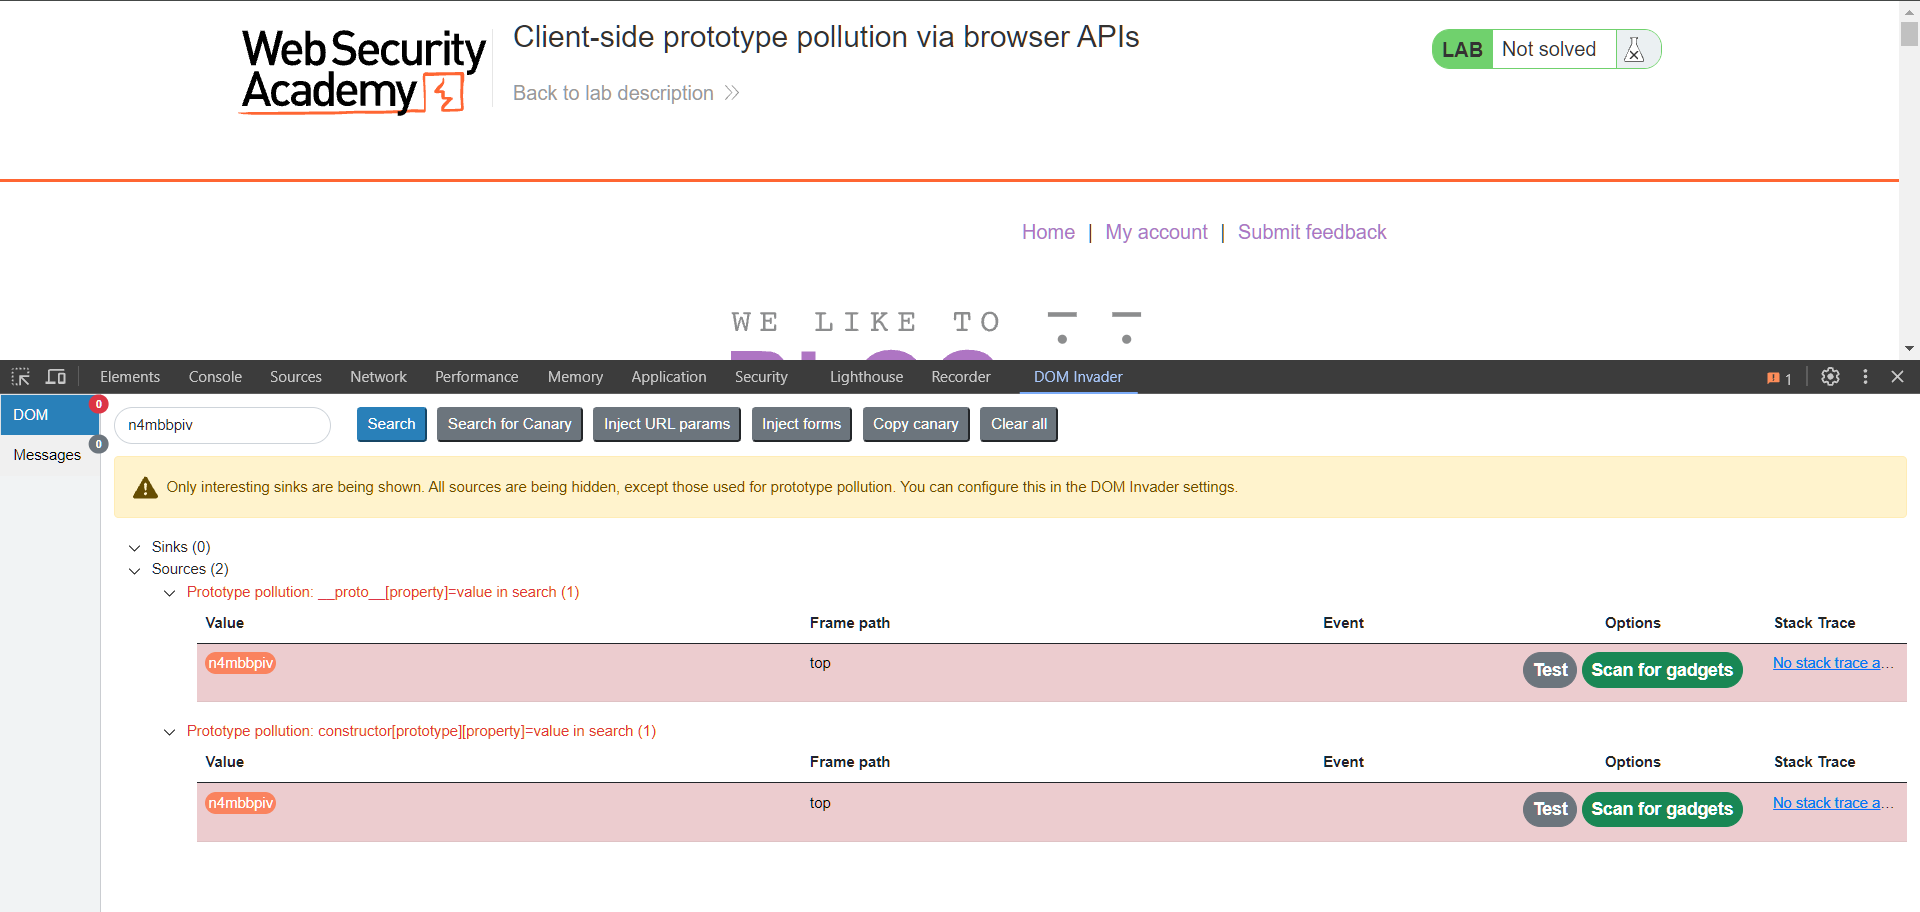 Web Security
Academy
Client-side prototype pollution via browser APIs
Back to lab description
LAB Not solved
Home | My account | Submit feedback
WE LIKE TO
BLOG
Elements Console Sources Network Performance Memory Application Security Lighthouse Recorder DOM Invader 1
DOM 0
Messages 0
n4mbbpiv Search Search for Canary Inject URL params Inject forms Copy canary Clear all
Only interesting sinks are being shown. All sources are being hidden, except those used for prototype pollution. You can configure this in the DOM Invader settings.
Sinks (0)
Sources (2)
Prototype pollution: __proto__[property]=value in search (1)
Value Frame path Event Options Stack Trace
n4mbbpiv top Test Scan for gadgets No stack trace a...
Prototype pollution: constructor[prototype][property]=value in search (1)
Value Frame path Event Options Stack Trace
n4mbbpiv top Test Scan for gadgets No stack trace a...